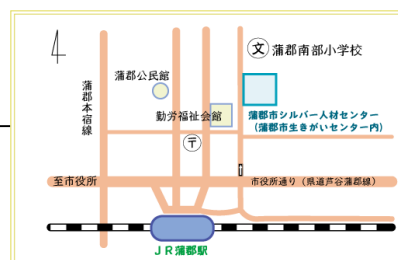 文 蒲郡南部小学校
蒲郡公民館
蒲郡本宿線
勤労福祉会館
蒲郡市シルバー人材センター
(蒲郡市生きがいセンター内)
〒
至市役所
市役所通り(県道芦谷蒲郡線)
JR蒲郡駅